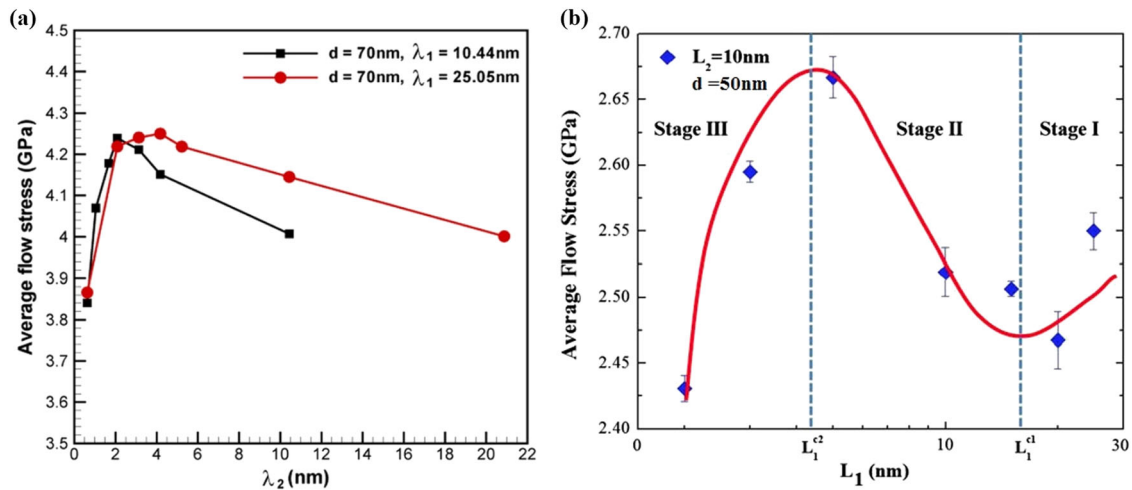 (a)
4.5
4.4
4.3
4.2
4.1
4
3.9
3.8
3.7
3.6
3.5
Average flow stress (GPa)
d = 70nm, λ1 = 10.44nm
d = 70nm, λ1 = 25.05nm
0 2 4 6 8 10 12 14 16 18 20 22
λ2 (nm)
(b)
2.70
2.65
2.60
2.55
2.50
2.45
2.40
Average Flow Stress (GPa)
L2=10nm
d =50nm
Stage III
Stage II
Stage I
0 L1^c2 10 L1^c1 30
L1 (nm)